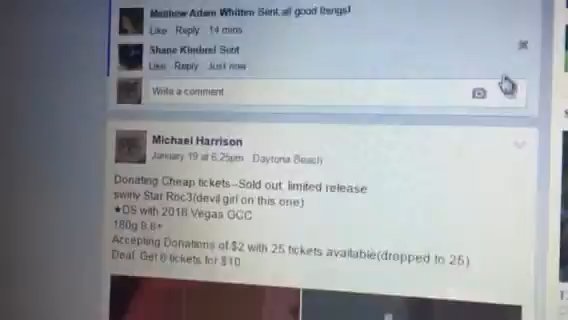 Matthew Adam Whitten Sent all good things!
Like Reply 14 mins
Shane Kimbrel Sent
Like Reply Just now
Write a comment
Michael Harrison
January 19 at 6:25pm Daytona Beach
Donating Cheap tickets--Sold out, limited release
swirly Star Roc3(devil girl on this one)
★DS with 2018 Vegas GCC
180g 9.8+
Accepting Donations of $2 with 25 tickets available(dropped to 25)
Deal: Get 6 tickets for $10